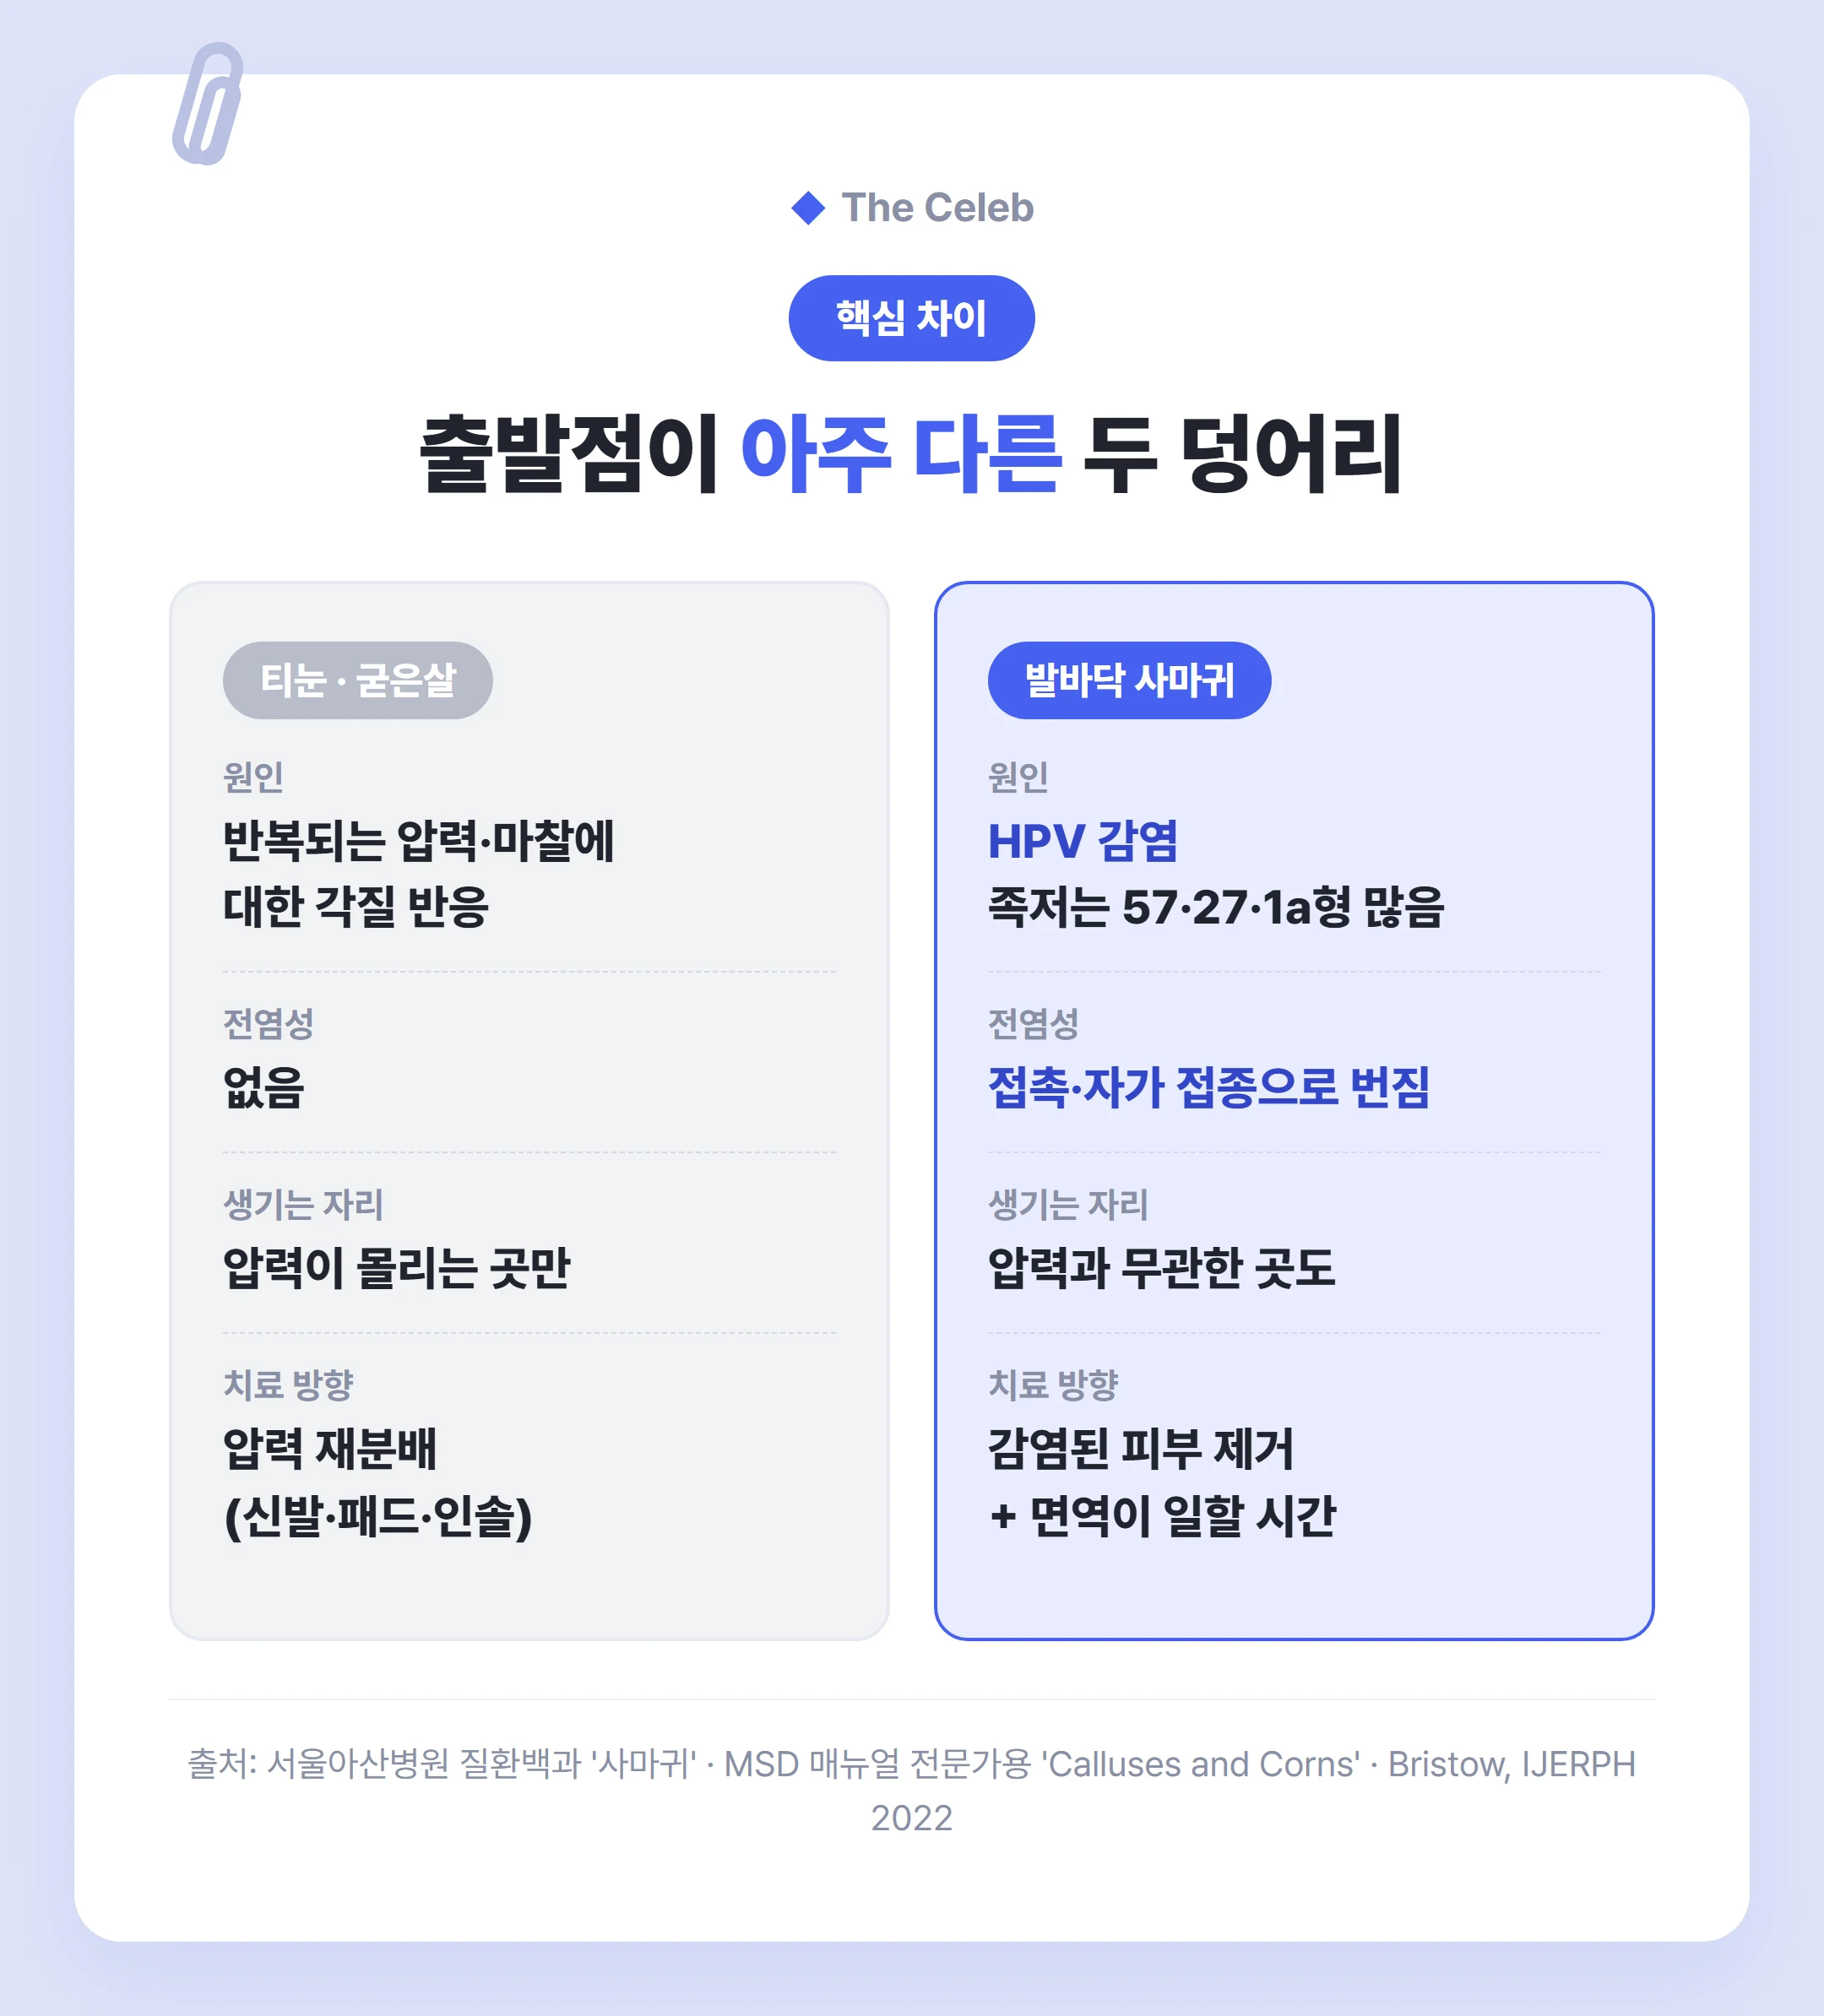 The Celeb
핵심 차이
출발점이 아주 다른 두 덩어리
티눈 · 굳은살
원인
반복되는 압력·마찰에
대한 각질 반응
전염성
없음
생기는 자리
압력이 몰리는 곳만
치료 방향
압력 재분배
(신발·패드·인솔)
발바닥 사마귀
원인
HPV 감염
족저는 57·27·1a형 많음
전염성
접촉·자가 접종으로 번짐
생기는 자리
압력과 무관한 곳도
치료 방향
감염된 피부 제거
+ 면역이 일할 시간
출처: 서울아산병원 질환백과 '사마귀' · MSD 매뉴얼 전문가용 'Calluses and Corns' · Bristow, IJERPH
2022